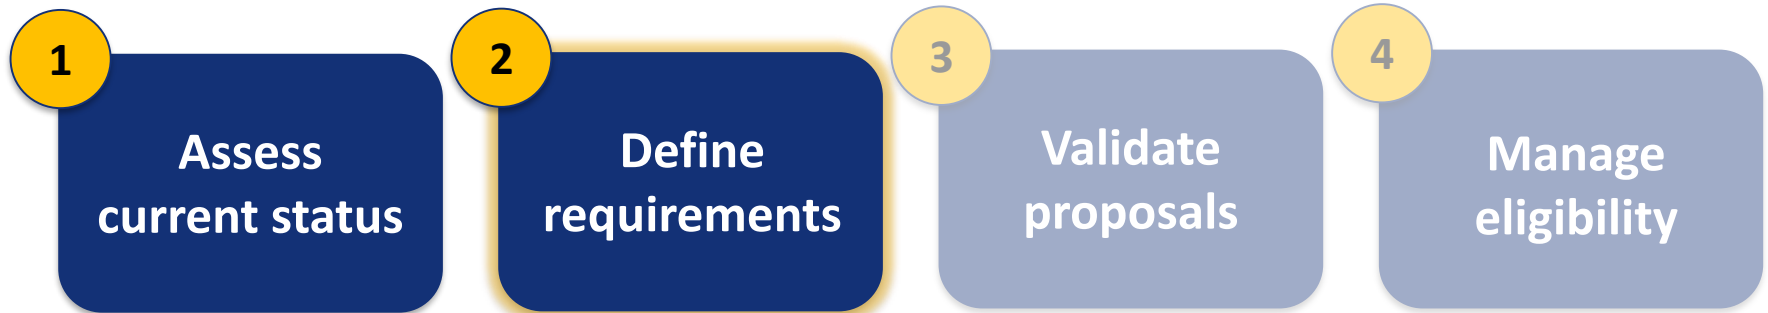 1
Assess
current status
2
Define
requirements
3
Validate
proposals
4
Manage
eligibility